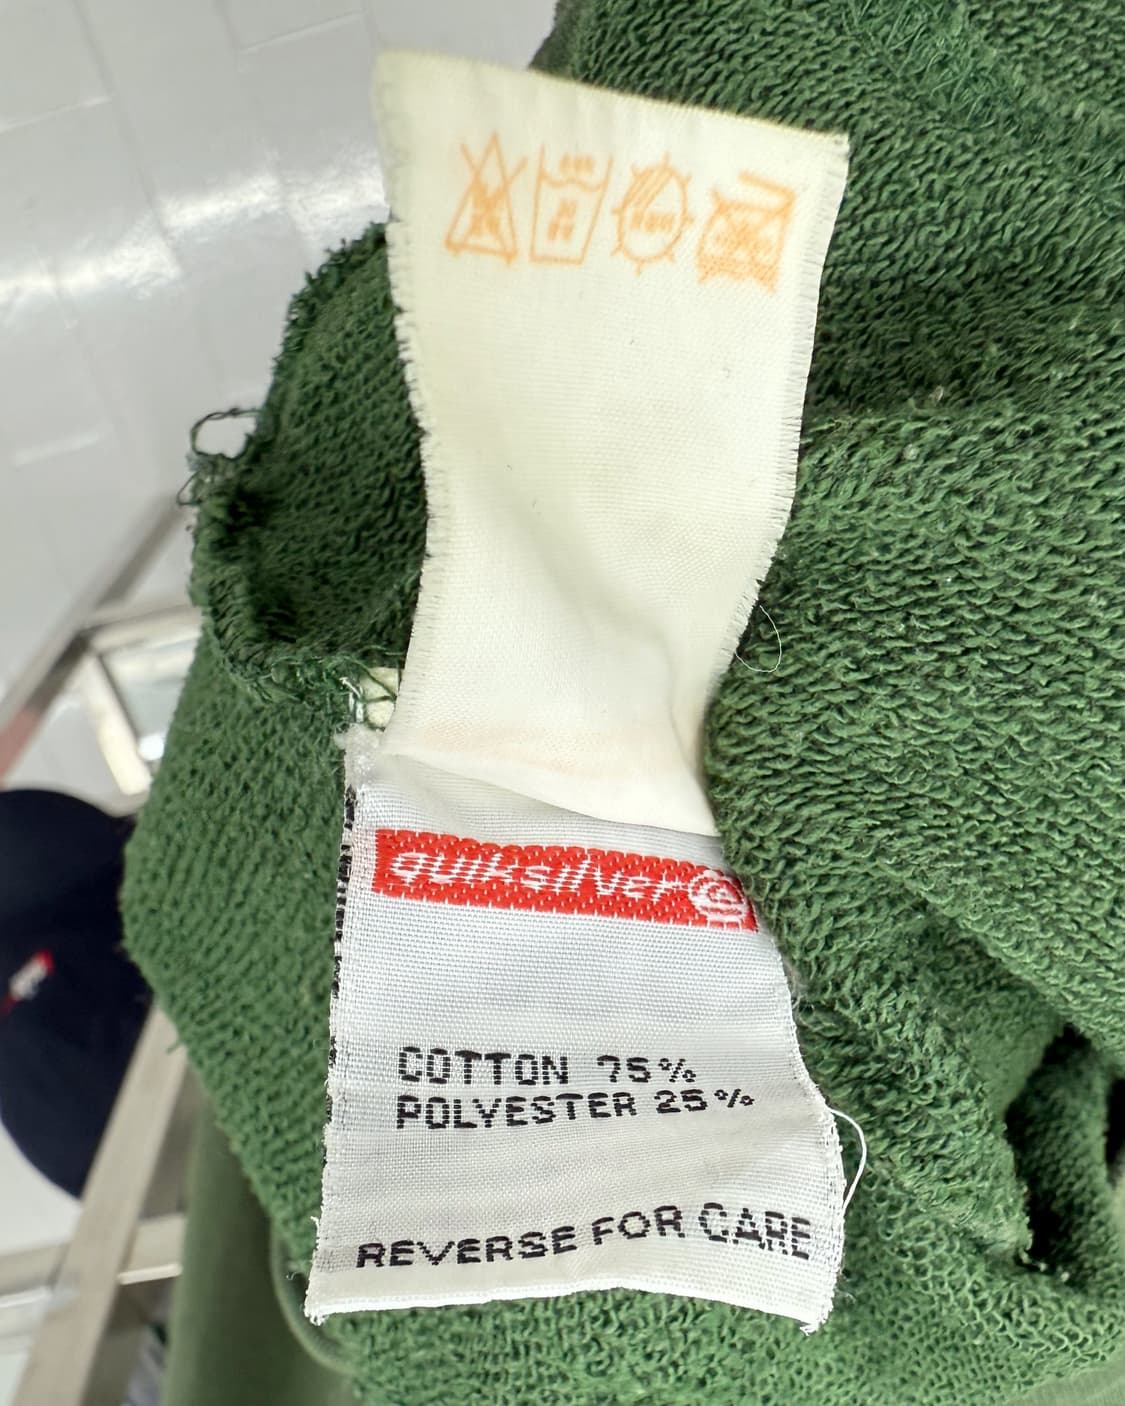 quiksilver
COTTON 75%
POLYESTER 25%
REVERSE FOR CARE